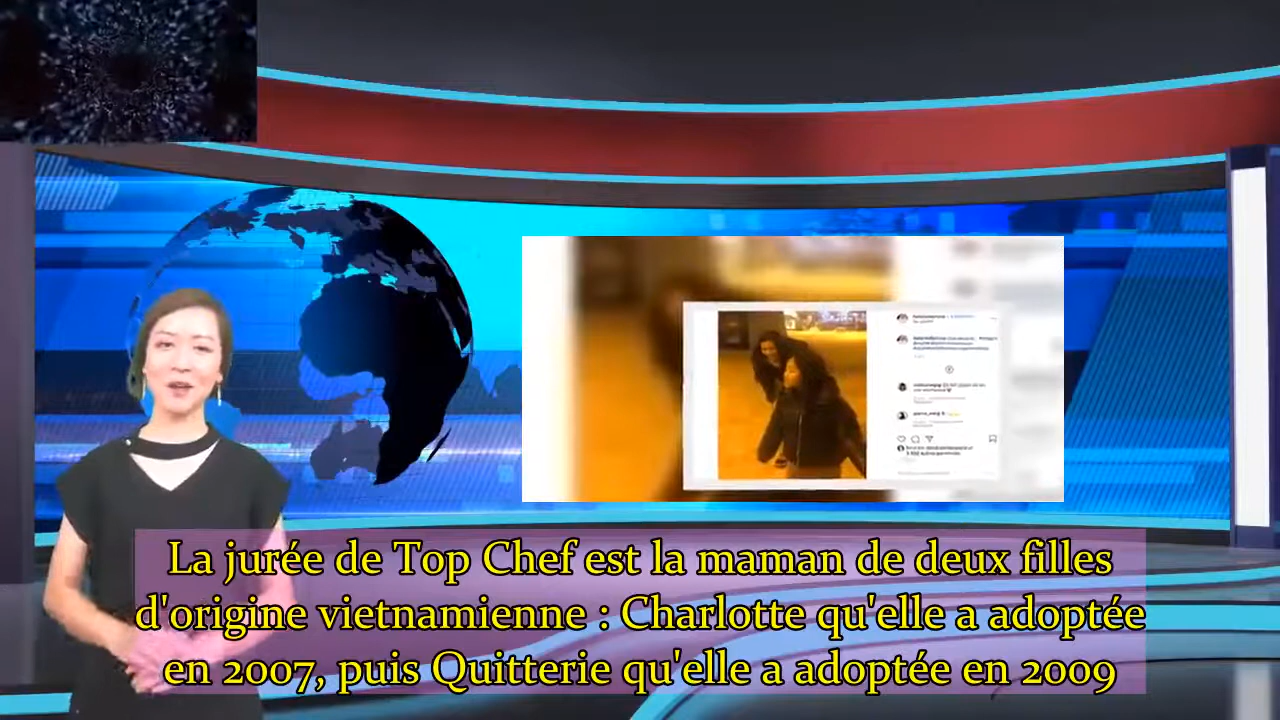 La jurée de Top Chef est la maman de deux filles
d'origine vietnamienne : Charlotte qu'elle a adoptée
en 2007, puis Quitterie qu'elle a adoptée en 2009